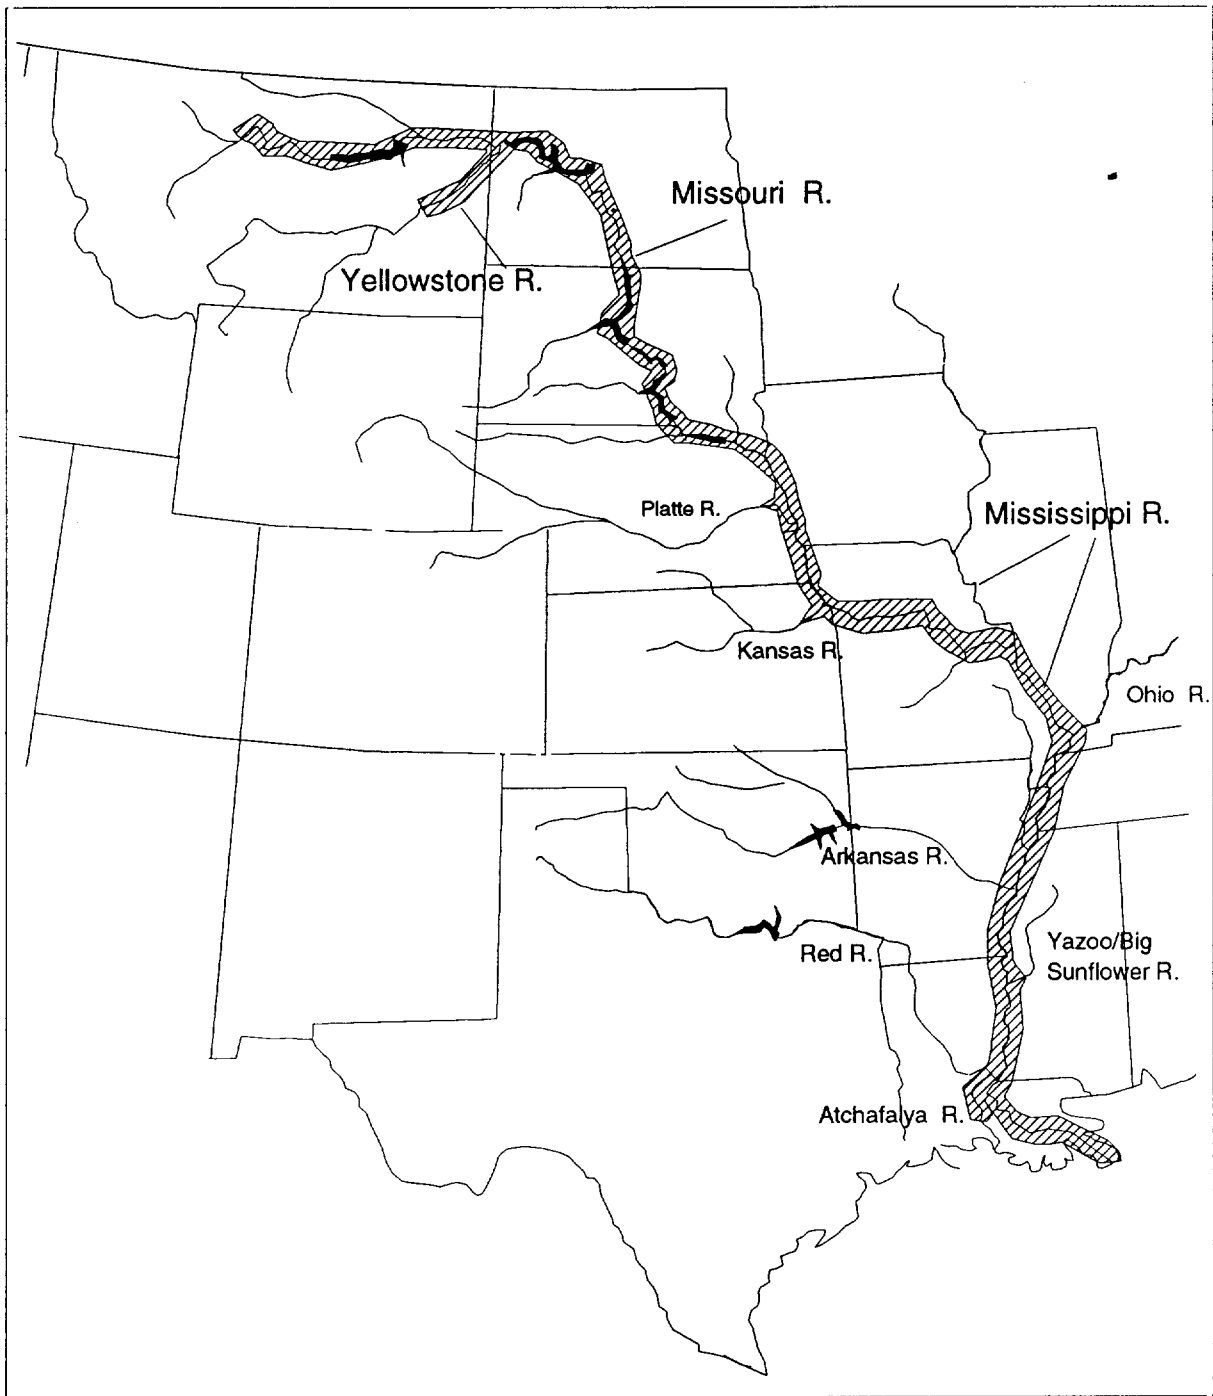 Missouri R.
Yellowstone R.
Platte R.
Mississippi R.
Kansas R.
Ohio R.
Arkansas R.
Red R.
Yazoo/Big
Sunflower R.
Atchafalya R.